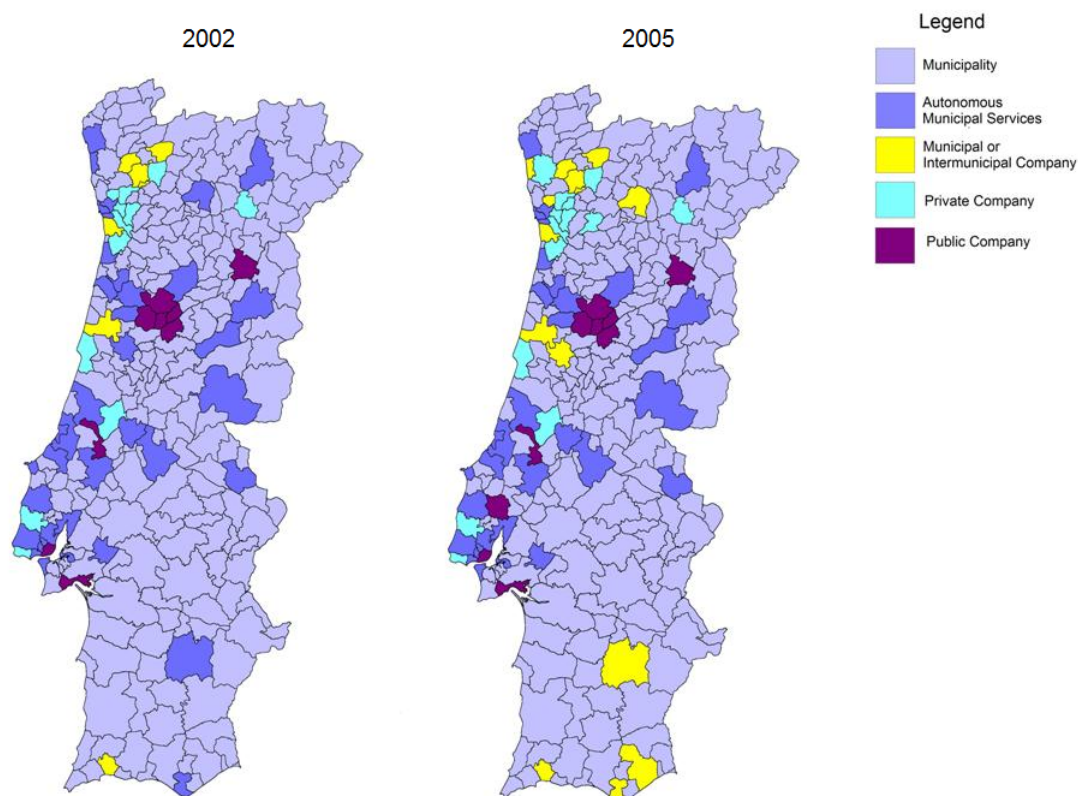 2002
2005
Legend
Municipality
Autonomous
Municipal Services
Municipal or
Intermunicipal Company
Private Company
Public Company